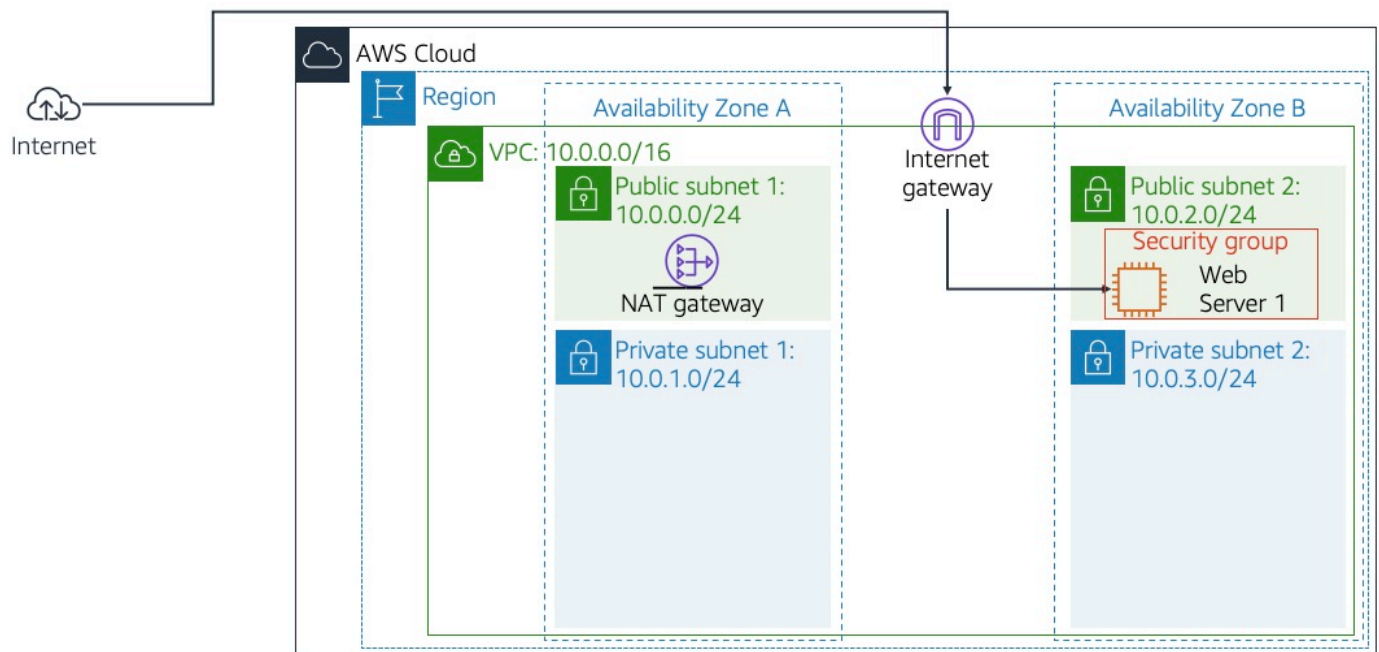 AWS Cloud
Internet
Region
Availability Zone A
Availability Zone B
VPC: 10.0.0.0/16
Internet
gateway
Public subnet 1:
10.0.0.0/24
NAT gateway
Public subnet 2:
10.0.2.0/24
Security group
Web
Server 1
Private subnet 1:
10.0.1.0/24
Private subnet 2:
10.0.3.0/24